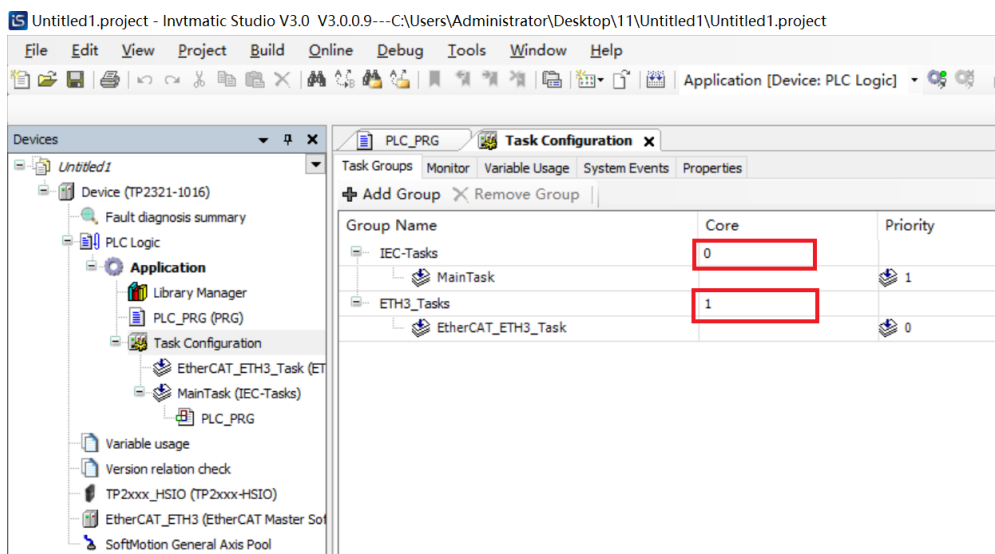 Untitled1.project - Invtmatic Studio V3.0 V3.0.0.9---C:\Users\Administrator\Desktop\11\Untitled1\Untitled1.project
File Edit View Project Build Online Debug Tools Window Help
Application [Device: PLC Logic]
Devices
Untitled1
Device (TP2321-1016)
Fault diagnosis summary
PLC Logic
Application
Library Manager
PLC_PRG (PRG)
Task Configuration
EtherCAT_ETH3_Task (ET
MainTask (IEC-Tasks)
PLC_PRG
Variable usage
Version relation check
TP2xxx_HSIO (TP2xxx-HSIO)
EtherCAT_ETH3 (EtherCAT Master Sof
SoftMotion General Axis Pool
PLC_PRG Task Configuration
Task Groups Monitor Variable Usage System Events Properties
Add Group Remove Group
Group Name Core Priority
IEC-Tasks 0
MainTask 1
ETH3_Tasks 1
EtherCAT_ETH3_Task 0